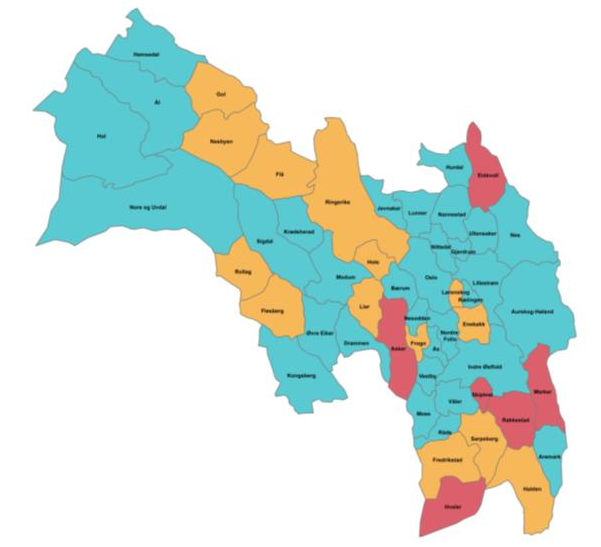 Hemsedal
Ål
Gol
Hol
Nesbyen
Flå
Hurdal
Eidsvoll
Nore og Uvdal
Ringerike
Jevnaker
Lunner
Nannestad
Sigdal
Krødsherad
Ullensaker
Nes
Nittedal
Gjerdrum
Hole
Rollag
Modum
Oslo
Bærum
Lillestrøm
Lørenskog
Rælingen
Flesberg
Lier
Aurskog-Høland
Nesodden
Enebakk
Øvre Eiker
Drammen
Asker
Frogn
Nordre
Follo
Ås
Kongsberg
Vestby
Indre Østfold
Skiptvet
Marker
Moss
Våler
Rakkestad
Råde
Sarpsborg
Aremark
Fredrikstad
Halden
Hvaler